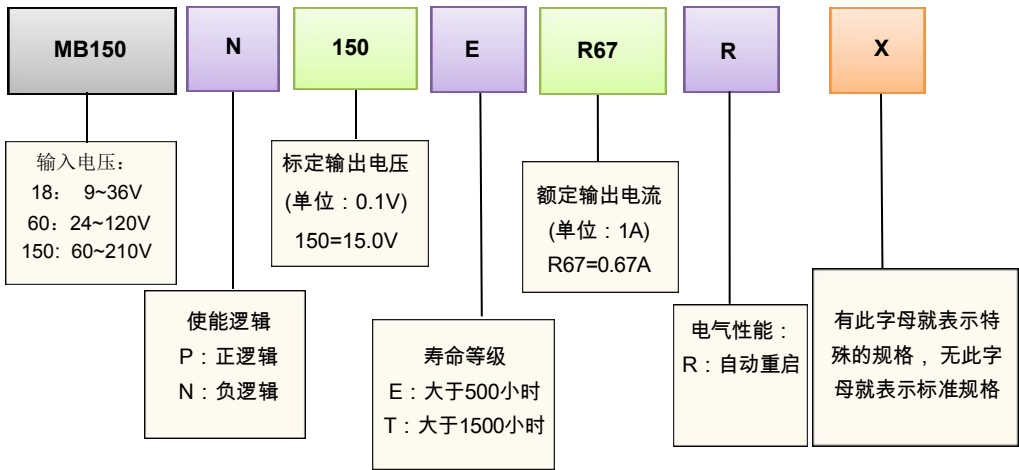 MB150
N
150
E
R67
R
X
输入电压：
18： 9~36V
60：24~120V
150: 60~210V
标定输出电压
(单位：0.1V)
150=15.0V
额定输出电流
(单位：1A)
R67=0.67A
使能逻辑
P：正逻辑
N：负逻辑
寿命等级
E：大于500小时
T：大于1500小时
电气性能：
R：自动重启
有此字母就表示特
殊的规格，无此字
母就表示标准规格